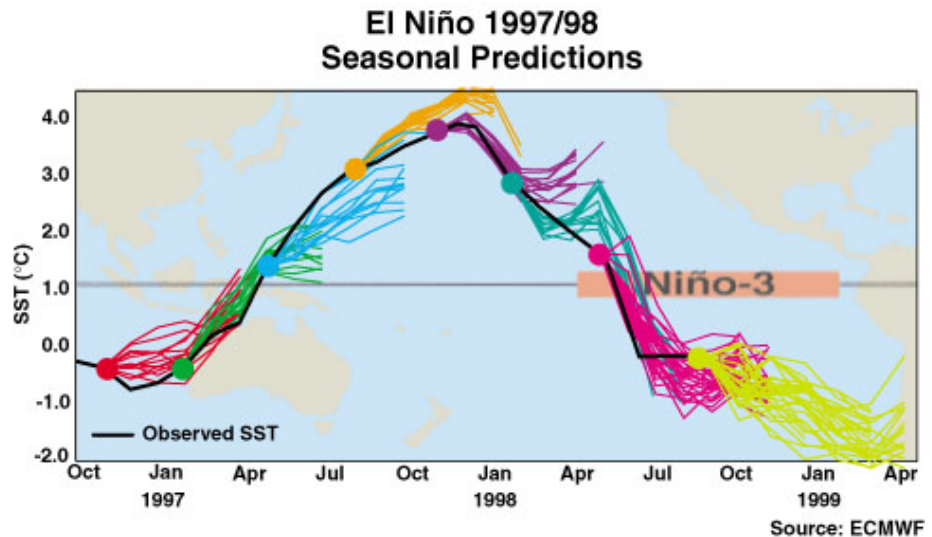 El Niño 1997/98
Seasonal Predictions
4.0
3.0
2.0
1.0
0.0
-1.0
-2.0
SST (°C)
Niño-3
Observed SST
Oct Jan Apr Jul Oct Jan Apr Jul Oct Jan Apr
1997 1998 1999
Source: ECMWF